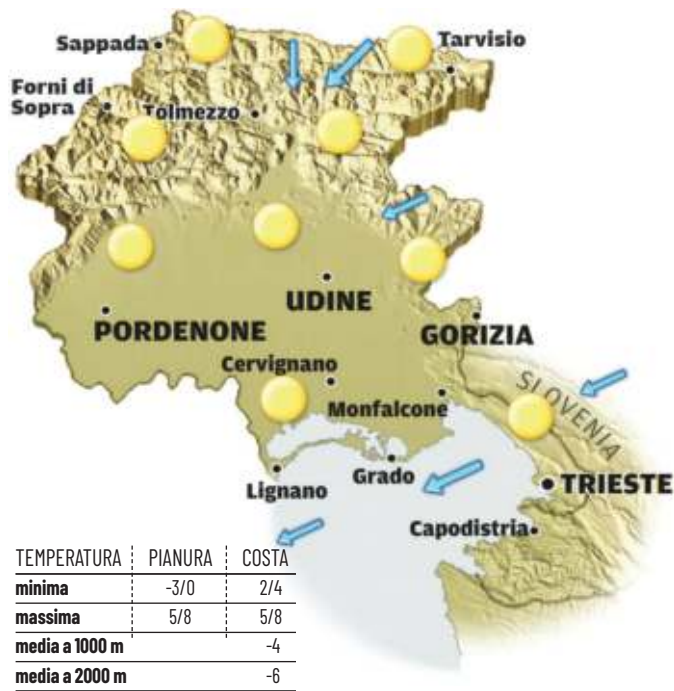 Sappada
Tarvisio
Forni di
Sopra
Tolmezzo
UDINE
PORDENONE
GORIZIA
Cervignano
SLOVENIA
Monfalcone
Grado
Lignano
TRIESTE
Capodistria
TEMPERATURA PIANURA COSTA
minima -3/0 2/4
massima 5/8 5/8
media a 1000 m -4
media a 2000 m -6